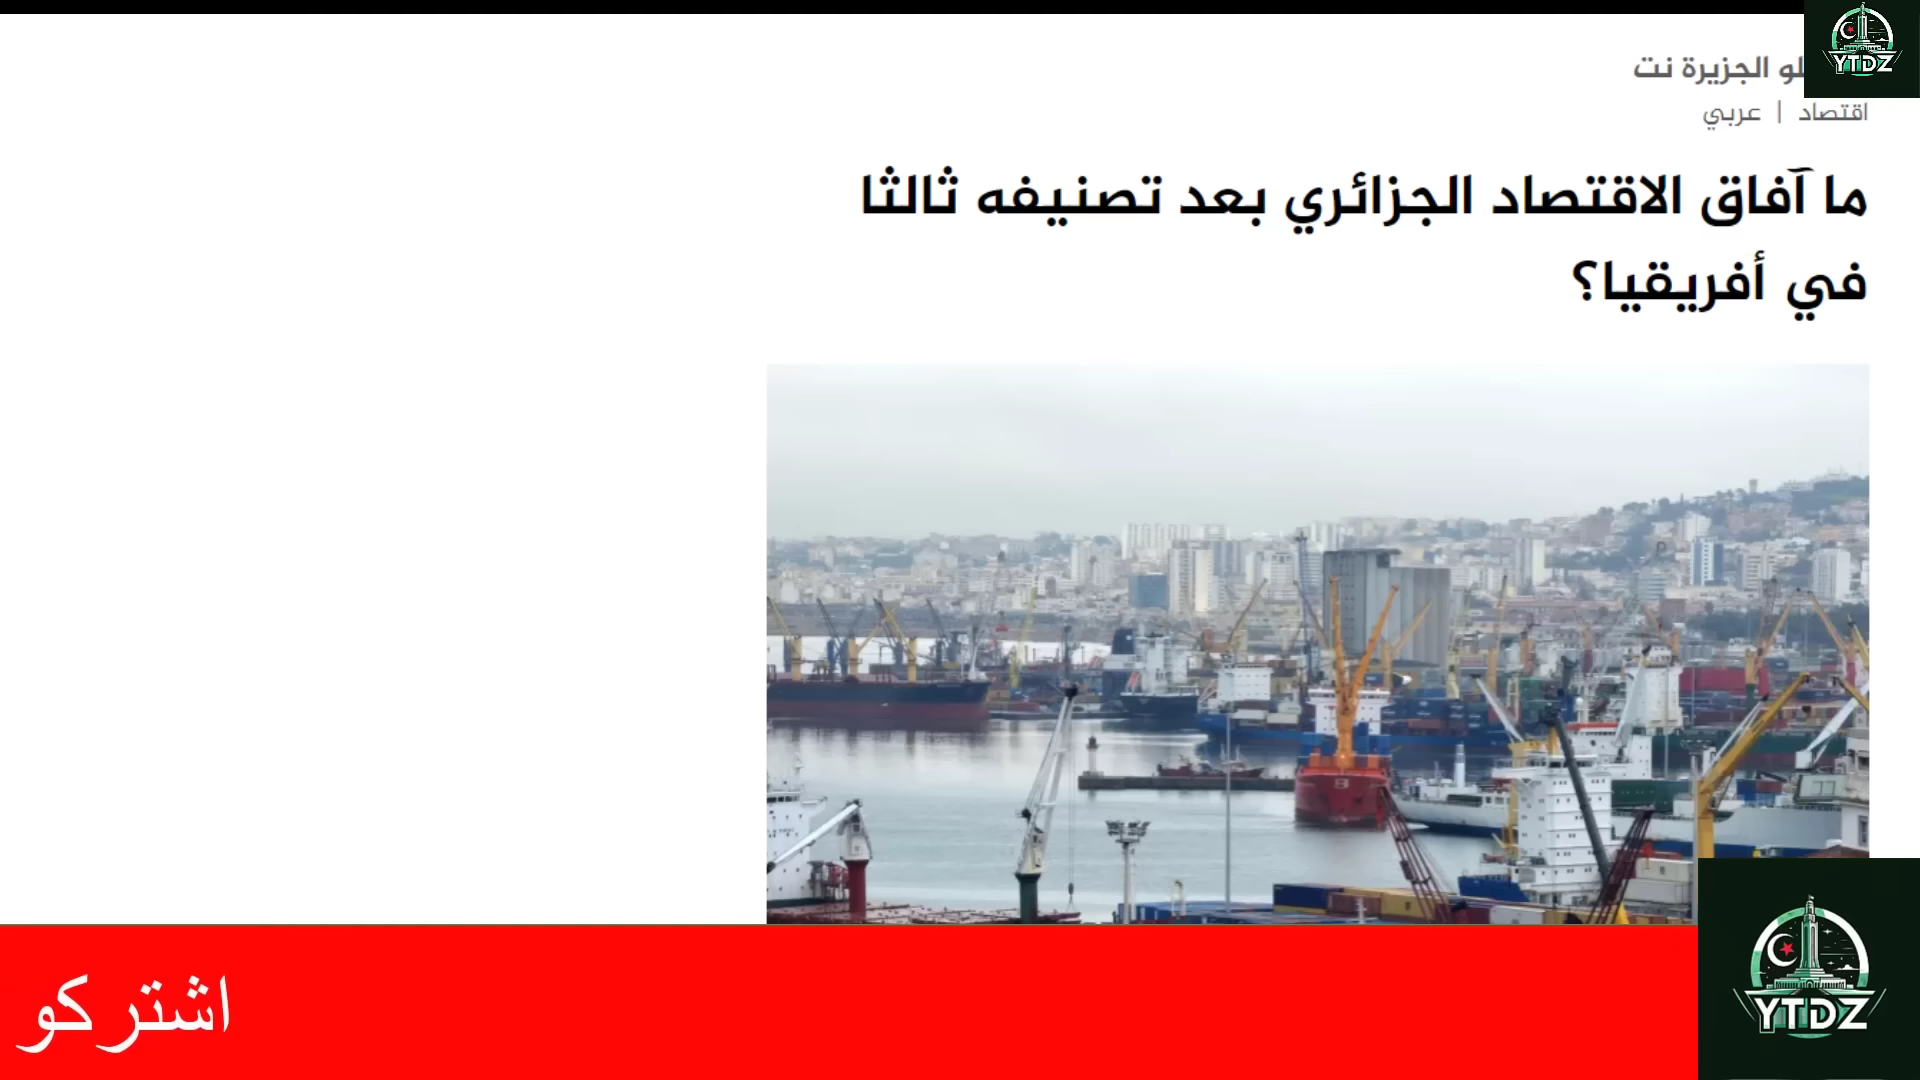 YTDZ
لو الجزيرة نت
اقتصاد | عربي
ما آفاق الاقتصاد الجزائري بعد تصنيفه ثالثا
في أفريقيا؟
اشتركو
YTDZ